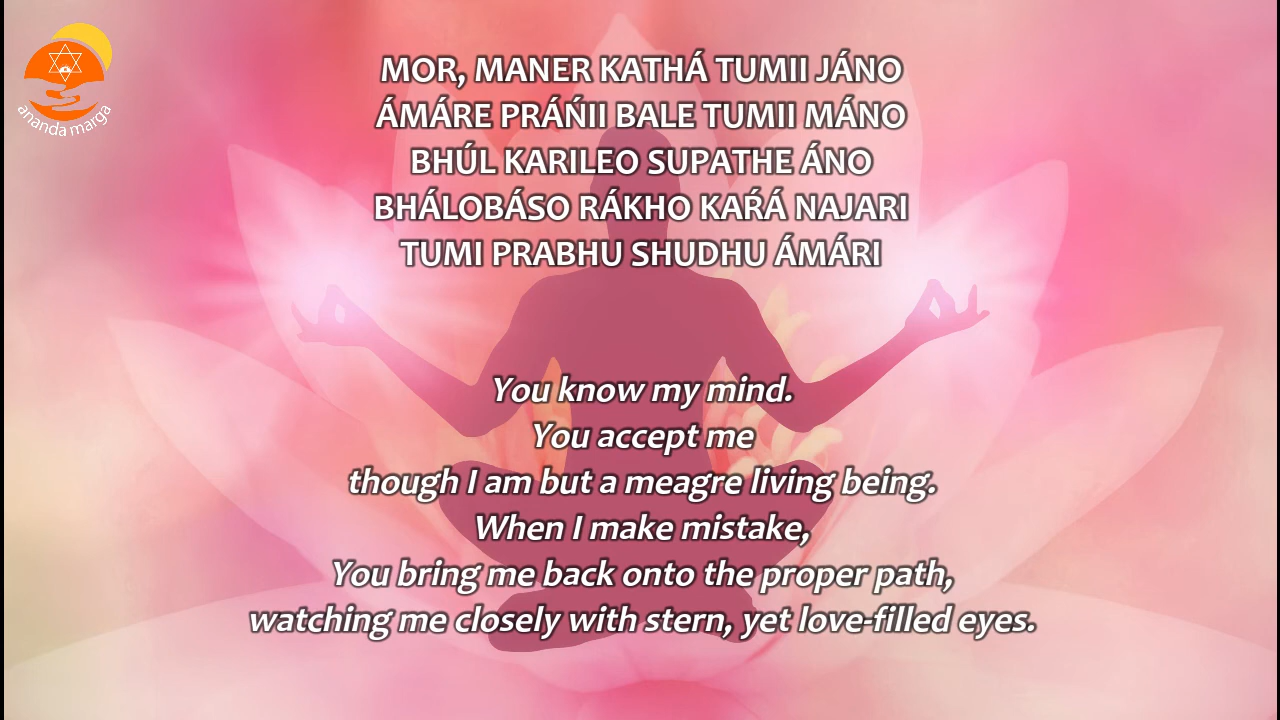 ananda marga
MOR, MANER KATHÁ TUMII JÁNO
ÁMÁRE PRÁŃII BALE TUMII MÁNO
BHÚL KARILEO SUPATHE ÁNO
BHÁLOBÁSO RÁKHO KAŔÁ NAJARI
TUMI PRABHU SHUDHU ÁMÁRI
You know my mind.
You accept me
though I am but a meagre living being.
When I make mistake,
You bring me back onto the proper path,
watching me closely with stern, yet love-filled eyes.